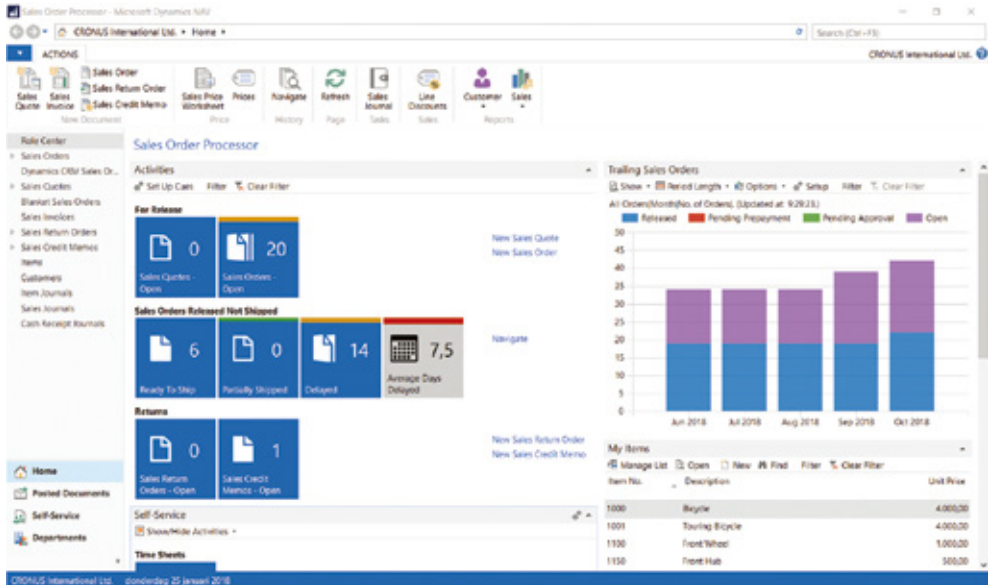 Sales Order Processor - Microsoft Dynamics NAV
CRONUS International Ltd. • Home •
Search (Ctrl+F3)
ACTIONS
CRONUS International Ltd.
Sales Quote
Sales Invoice
Sales Order
Sales Return Order
Sales Credit Memo
Sales Price Worksheet
Prices
Navigate
Refresh
Sales Journal
Line Discounts
Customer
Sales
New Document
Price
History
Page
Tasks
Sales
Reports
Role Center
Sales Orders
Dynamics CRM Sales Or...
Sales Quotes
Blanket Sales Orders
Sales Invoices
Sales Return Orders
Sales Credit Memos
Items
Customers
Item Journals
Sales Journals
Cash Receipt Journals
Home
Posted Documents
Self-Service
Departments
Sales Order Processor
Activities
Set Up Cues Filter Clear Filter
For Release
0
Sales Quotes - Open
20
Sales Orders - Open
New Sales Quote
New Sales Order
Sales Orders Released Not Shipped
6
Ready To Ship
0
Partially Shipped
14
Delayed
7,5
Average Days Delayed
Navigate
Returns
0
Sales Return Orders - Open
1
Sales Credit Memos - Open
New Sales Return Order
New Sales Credit Memo
Self-Service
Show/Hide Activities
Time Sheets
Trailing Sales Orders
Show • Period Length • Options • Setup Filter Clear Filter
All Orders|Month|No. of Orders|. (Updated at: 9:29:25.)
Released Pending Prepayment Pending Approval Open
50
45
40
35
30
25
20
15
10
5
0
Jun 2018 Jul 2018 Aug 2018 Sep 2018 Oct 2018
My Items
Manage List Open New Find Filter Clear Filter
Item No. Description Unit Price
1000 Bicycle 4.000,00
1001 Touring Bicycle 4.000,00
1100 Front Wheel 1.000,00
1150 Front Hub 500,00
CRONUS International Ltd. donderdag 25 januari 2018